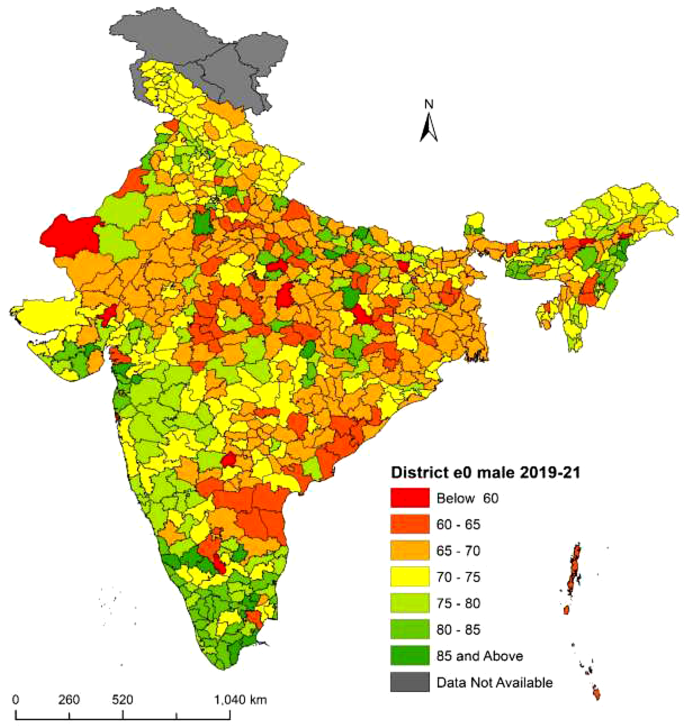 N
District e0 male 2019-21
Below 60
60 - 65
65 - 70
70 - 75
75 - 80
80 - 85
85 and Above
Data Not Available
0 260 520 1,040 km